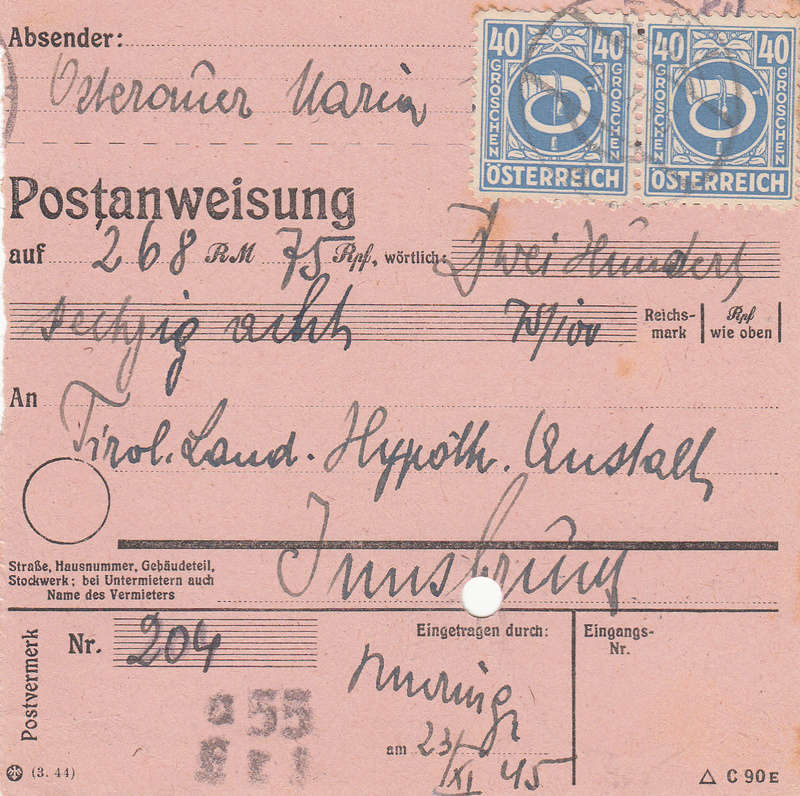 Absender:
Osterauer Maria
40 GROSCHEN 40 GROSCHEN ÖSTERREICH
40 GROSCHEN 40 GROSCHEN ÖSTERREICH
Postanweisung
auf 268 RM 75 Rpf, wörtlich: Zwei Hundert
sechzig acht 75/100 Reichs-mark Rpf wie oben
An
Tirol. Land. Hypoth. Anstalt
Innsbruck
Straße, Hausnummer, Gebäudeteil,
Stockwerk; bei Untermietern auch
Name des Vermieters
Postvermerk
Nr. 204
Eingetragen durch:
am 23/XI 45
Eingangs-
Nr.
a 55
(3. 44)
△ C 90 E